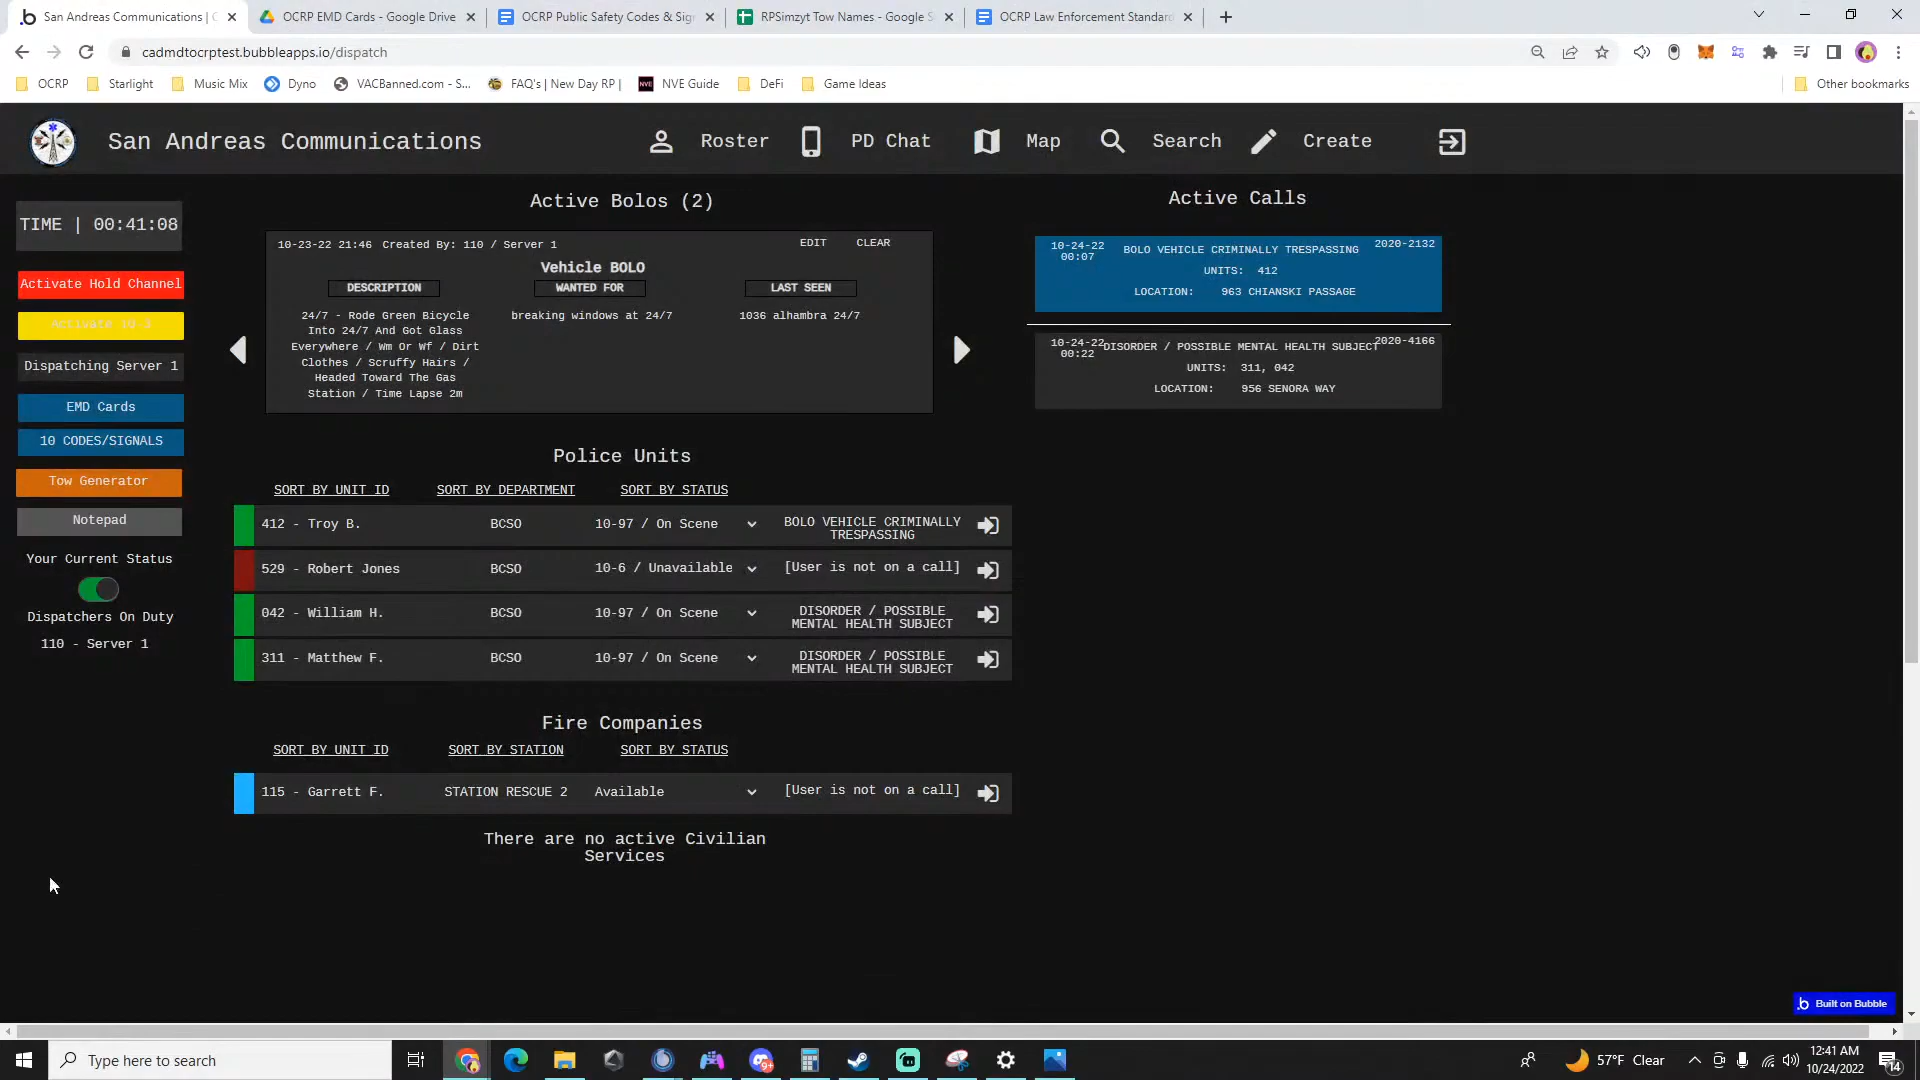 San Andreas Communications | C
OCRP EMD Cards - Google Drive
OCRP Public Safety Codes & Sig
RPSimzyt Tow Names - Google S
OCRP Law Enforcement Standard
cadmdtocrptest.bubbleapps.io/dispatch
OCRP
Starlight
Music Mix
Dyno
VACBanned.com - S...
FAQ's | New Day RP |
NVE Guide
DeFi
Game Ideas
Other bookmarks
San Andreas Communications
Roster
PD Chat
Map
Search
Create
TIME | 00:41:08
Activate Hold Channel
Activate 10-3
Dispatching Server 1
EMD Cards
10 CODES/SIGNALS
Tow Generator
Notepad
Your Current Status
Dispatchers On Duty
110 - Server 1
Active Bolos (2)
10-23-22 21:46 Created By: 110 / Server 1
EDIT
CLEAR
Vehicle BOLO
DESCRIPTION
WANTED FOR
LAST SEEN
24/7 - Rode Green Bicycle
Into 24/7 And Got Glass
Everywhere / Wm Or Wf / Dirt
Clothes / Scruffy Hairs /
Headed Toward The Gas
Station / Time Lapse 2m
breaking windows at 24/7
1036 alhambra 24/7
Active Calls
10-24-22
00:07
BOLO VEHICLE CRIMINALLY TRESPASSING
2020-2132
UNITS: 412
LOCATION: 963 CHIANSKI PASSAGE
10-24-22
00:22
DISORDER / POSSIBLE MENTAL HEALTH SUBJECT
2020-4166
UNITS: 311, 042
LOCATION: 956 SENORA WAY
Police Units
SORT BY UNIT ID
SORT BY DEPARTMENT
SORT BY STATUS
412 - Troy B.
BCSO
10-97 / On Scene
BOLO VEHICLE CRIMINALLY
TRESPASSING
529 - Robert Jones
BCSO
10-6 / Unavailable
[User is not on a call]
042 - William H.
BCSO
10-97 / On Scene
DISORDER / POSSIBLE
MENTAL HEALTH SUBJECT
311 - Matthew F.
BCSO
10-97 / On Scene
DISORDER / POSSIBLE
MENTAL HEALTH SUBJECT
Fire Companies
SORT BY UNIT ID
SORT BY STATION
SORT BY STATUS
115 - Garrett F.
STATION RESCUE 2
Available
[User is not on a call]
There are no active Civilian
Services
Built on Bubble
Type here to search
9+
57°F Clear
12:41 AM
10/24/2022
14